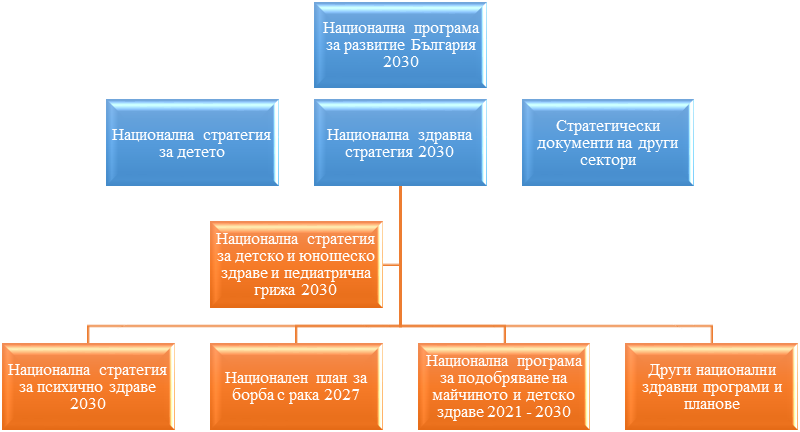 Национална програма
за развитие България
2030
Национална стратегия
за детето
Национална здравна
стратегия 2030
Стратегически
документи на други
сектори
Национална стратегия
за детско и юношеско
здраве и педиатрична
грижа 2030
Национална стратегия
за психично здраве
2030
Национален план за
борба с рака 2027
Национална програма
за подобряване на
майчиното и детско
здраве 2021 - 2030
Други национални
здравни програми и
планове